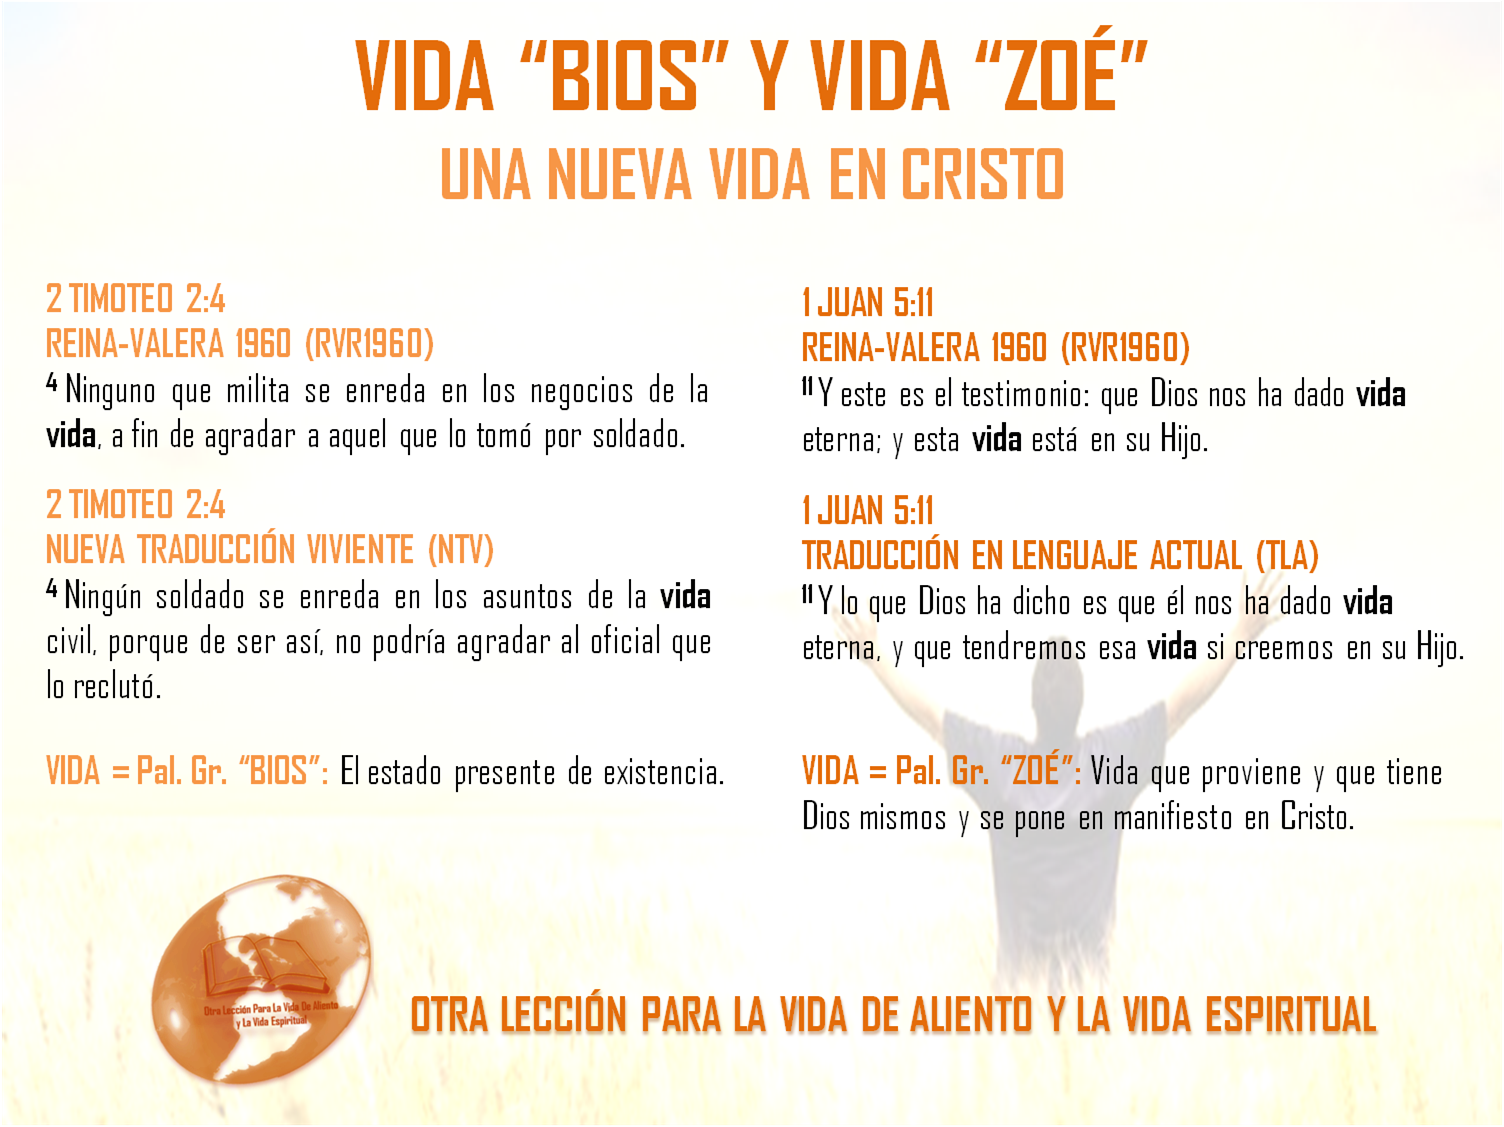 VIDA “BIOS” Y VIDA “ZOÉ”
UNA NUEVA VIDA EN CRISTO
2 TIMOTEO 2:4
REINA-VALERA 1960 (RVR1960)
4 Ninguno que milita se enreda en los negocios de la
vida, a fin de agradar a aquel que lo tomó por soldado.
2 TIMOTEO 2:4
NUEVA TRADUCCIÓN VIVIENTE (NTV)
4 Ningún soldado se enreda en los asuntos de la vida
civil, porque de ser así, no podría agradar al oficial que
lo reclutó.
VIDA = Pal. Gr. “BIOS”: El estado presente de existencia.
1 JUAN 5:11
REINA-VALERA 1960 (RVR1960)
11 Y este es el testimonio: que Dios nos ha dado vida
eterna; y esta vida está en su Hijo.
1 JUAN 5:11
TRADUCCIÓN EN LENGUAJE ACTUAL (TLA)
11 Y lo que Dios ha dicho es que él nos ha dado vida
eterna, y que tendremos esa vida si creemos en su Hijo.
VIDA = Pal. Gr. “ZOÉ”: Vida que proviene y que tiene
Dios mismos y se pone en manifiesto en Cristo.
Otra Lección Para La Vida De Aliento
y La Vida Espiritual
OTRA LECCIÓN PARA LA VIDA DE ALIENTO Y LA VIDA ESPIRITUAL